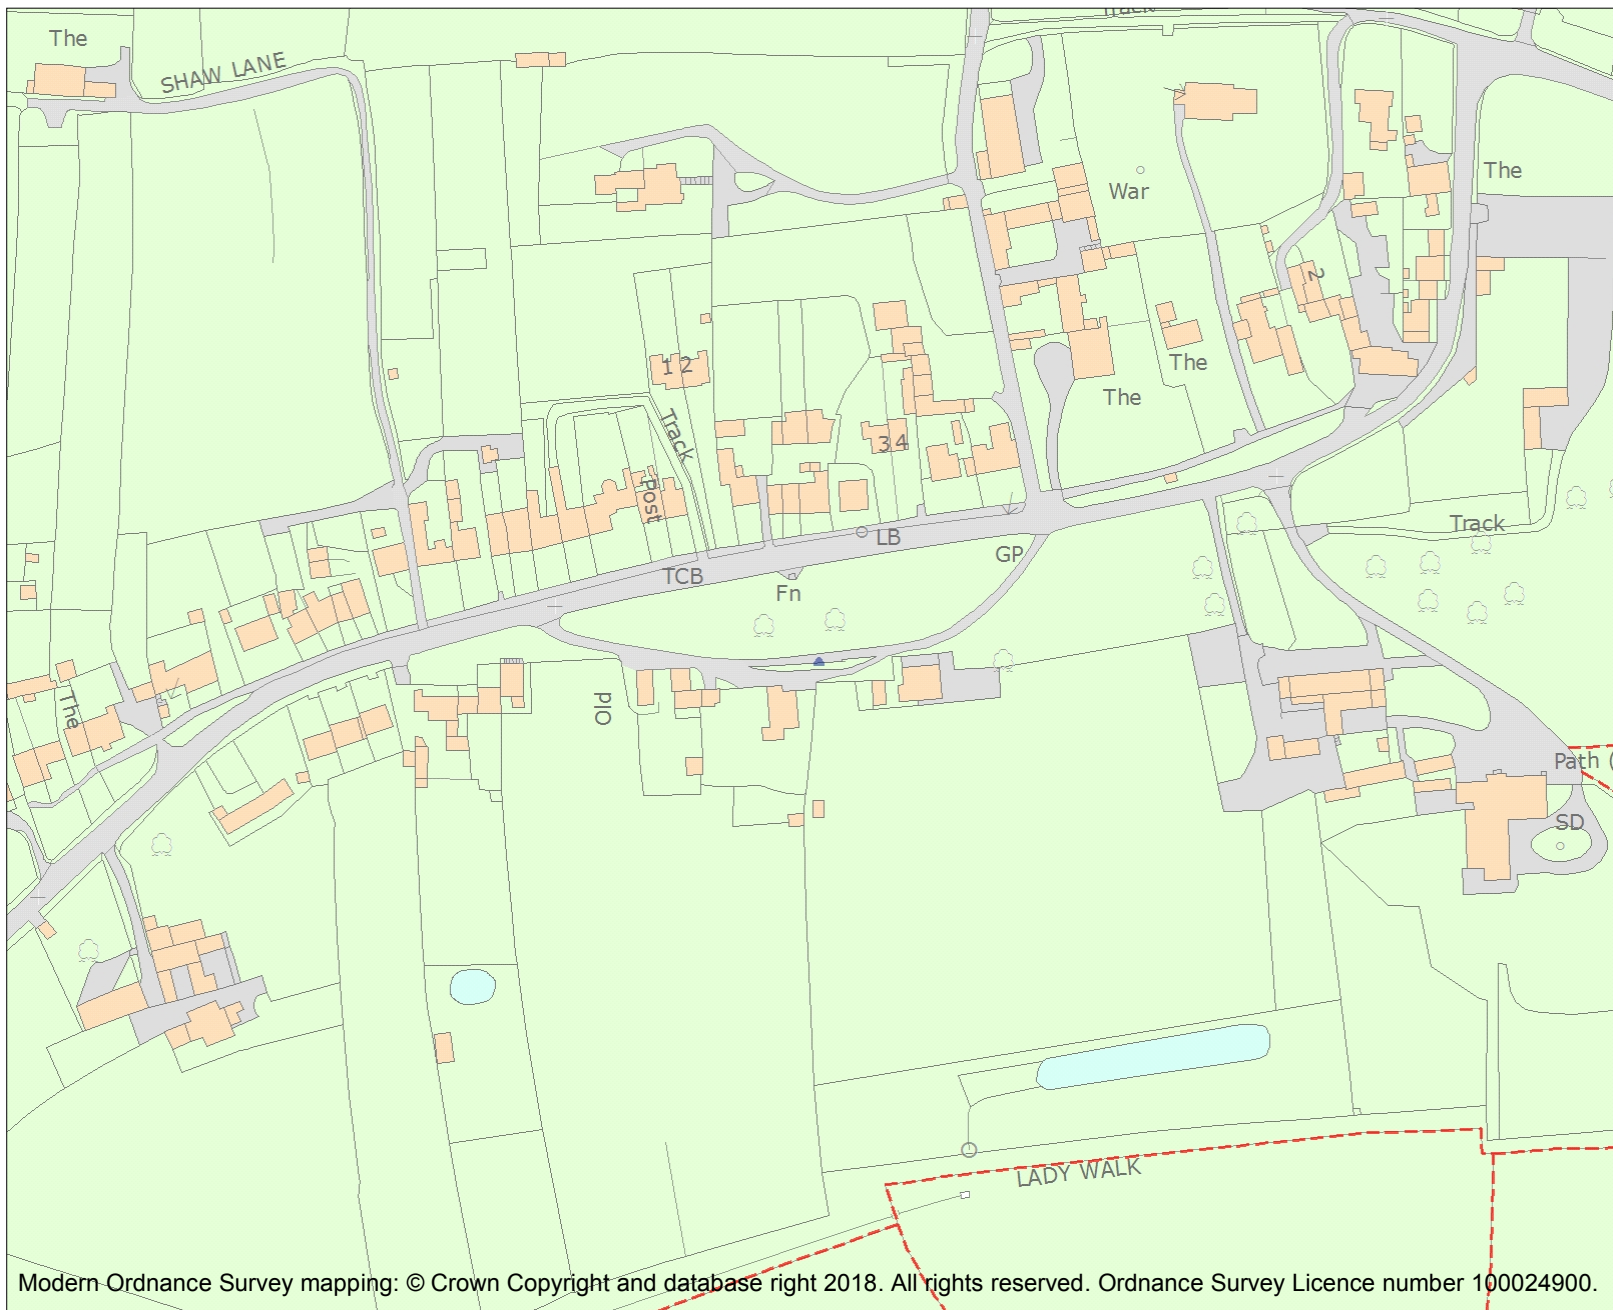 Track
The
SHAW LANE
The
War
2
The
The
1 2
Track
3 4
Post
Track
LB
GP
TCB
Fn
The
Old
Path (
SD
LADY WALK
Modern Ordnance Survey mapping: © Crown Copyright and database right 2018. All rights reserved. Ordnance Survey Licence number 100024900.